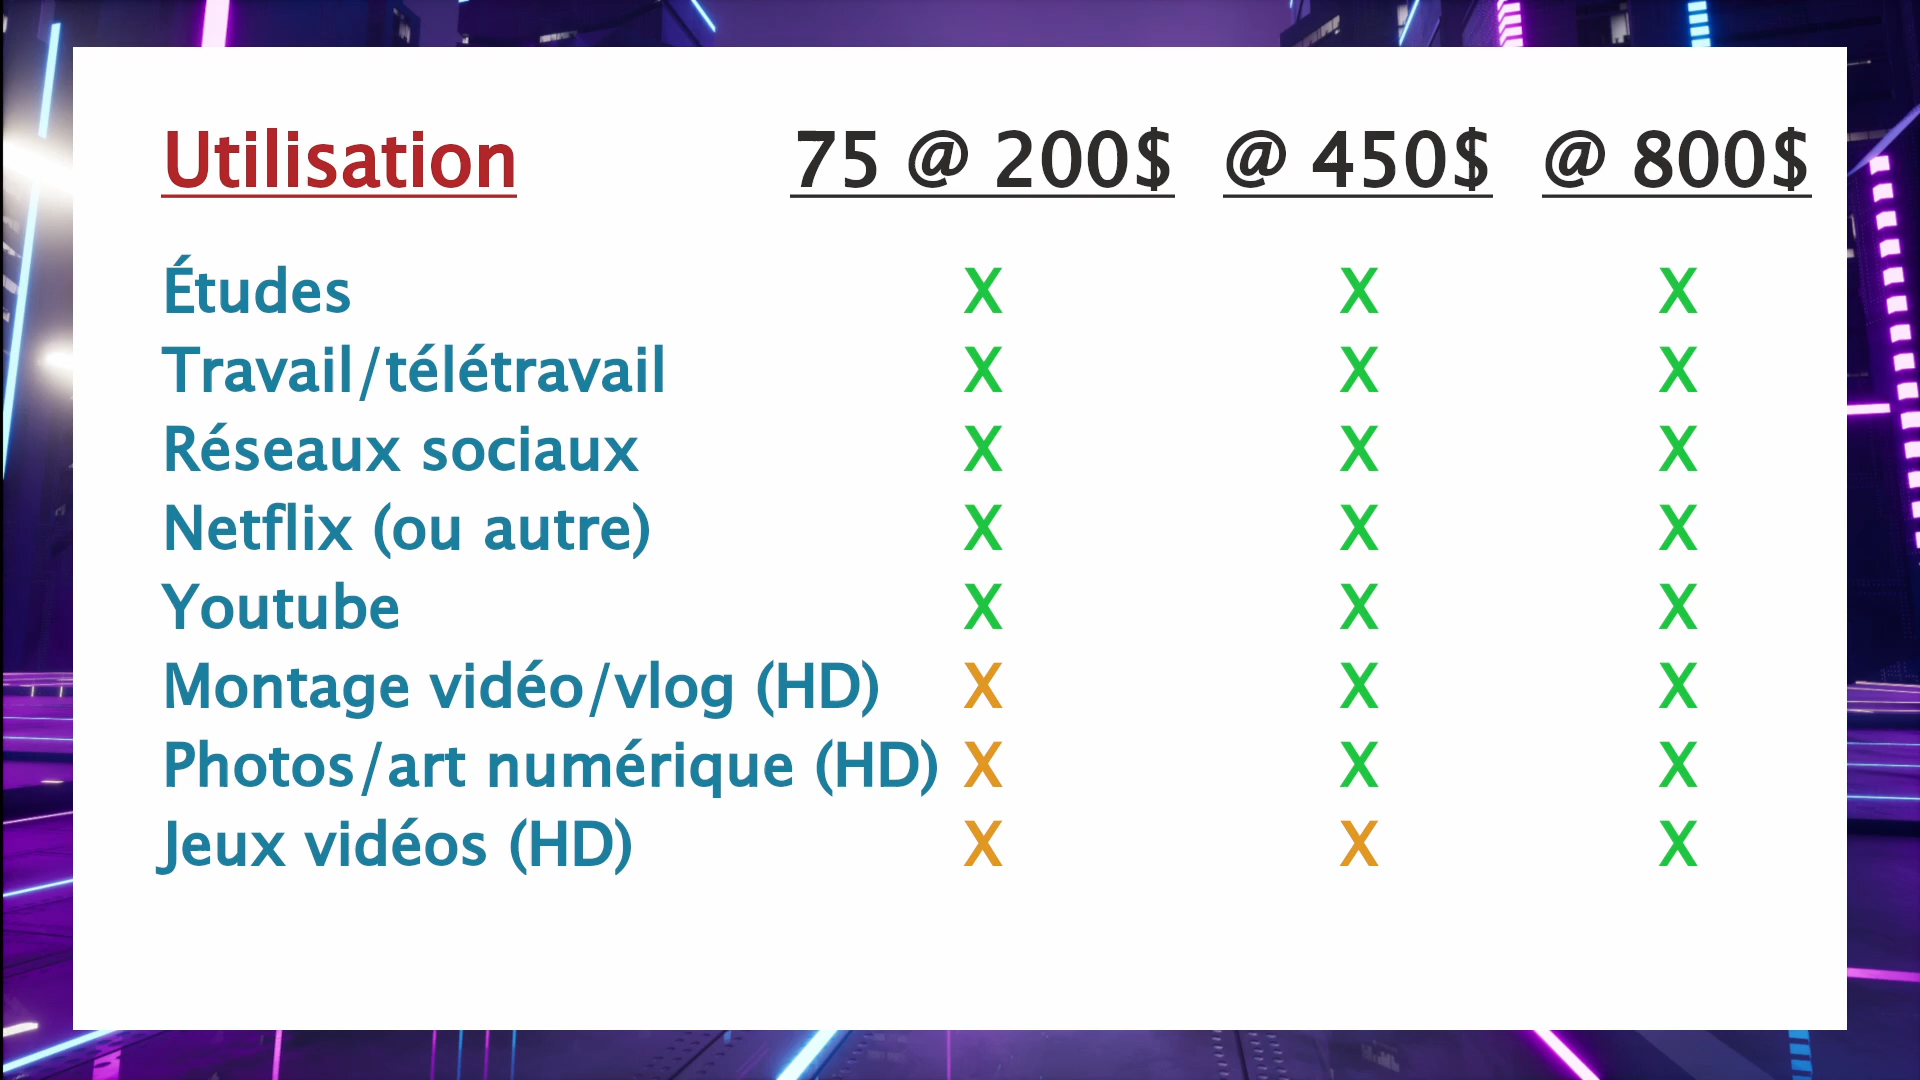 Utilisation 75 @ 200$ @ 450$ @ 800$
Études X X X
Travail/télétravail X X X
Réseaux sociaux X X X
Netflix (ou autre) X X X
Youtube X X X
Montage vidéo/vlog (HD) X X X
Photos/art numérique (HD) X X X
Jeux vidéos (HD) X X X